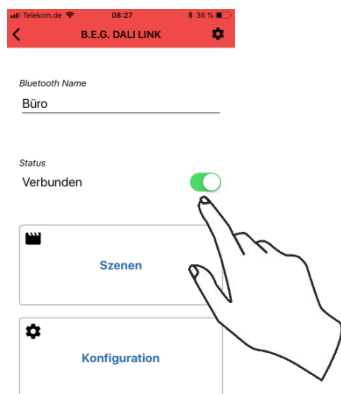 Telekom.de 08:27 36 %
B.E.G. DALI LINK
Bluetooth Name
Büro
Status
Verbunden
Szenen
Konfiguration